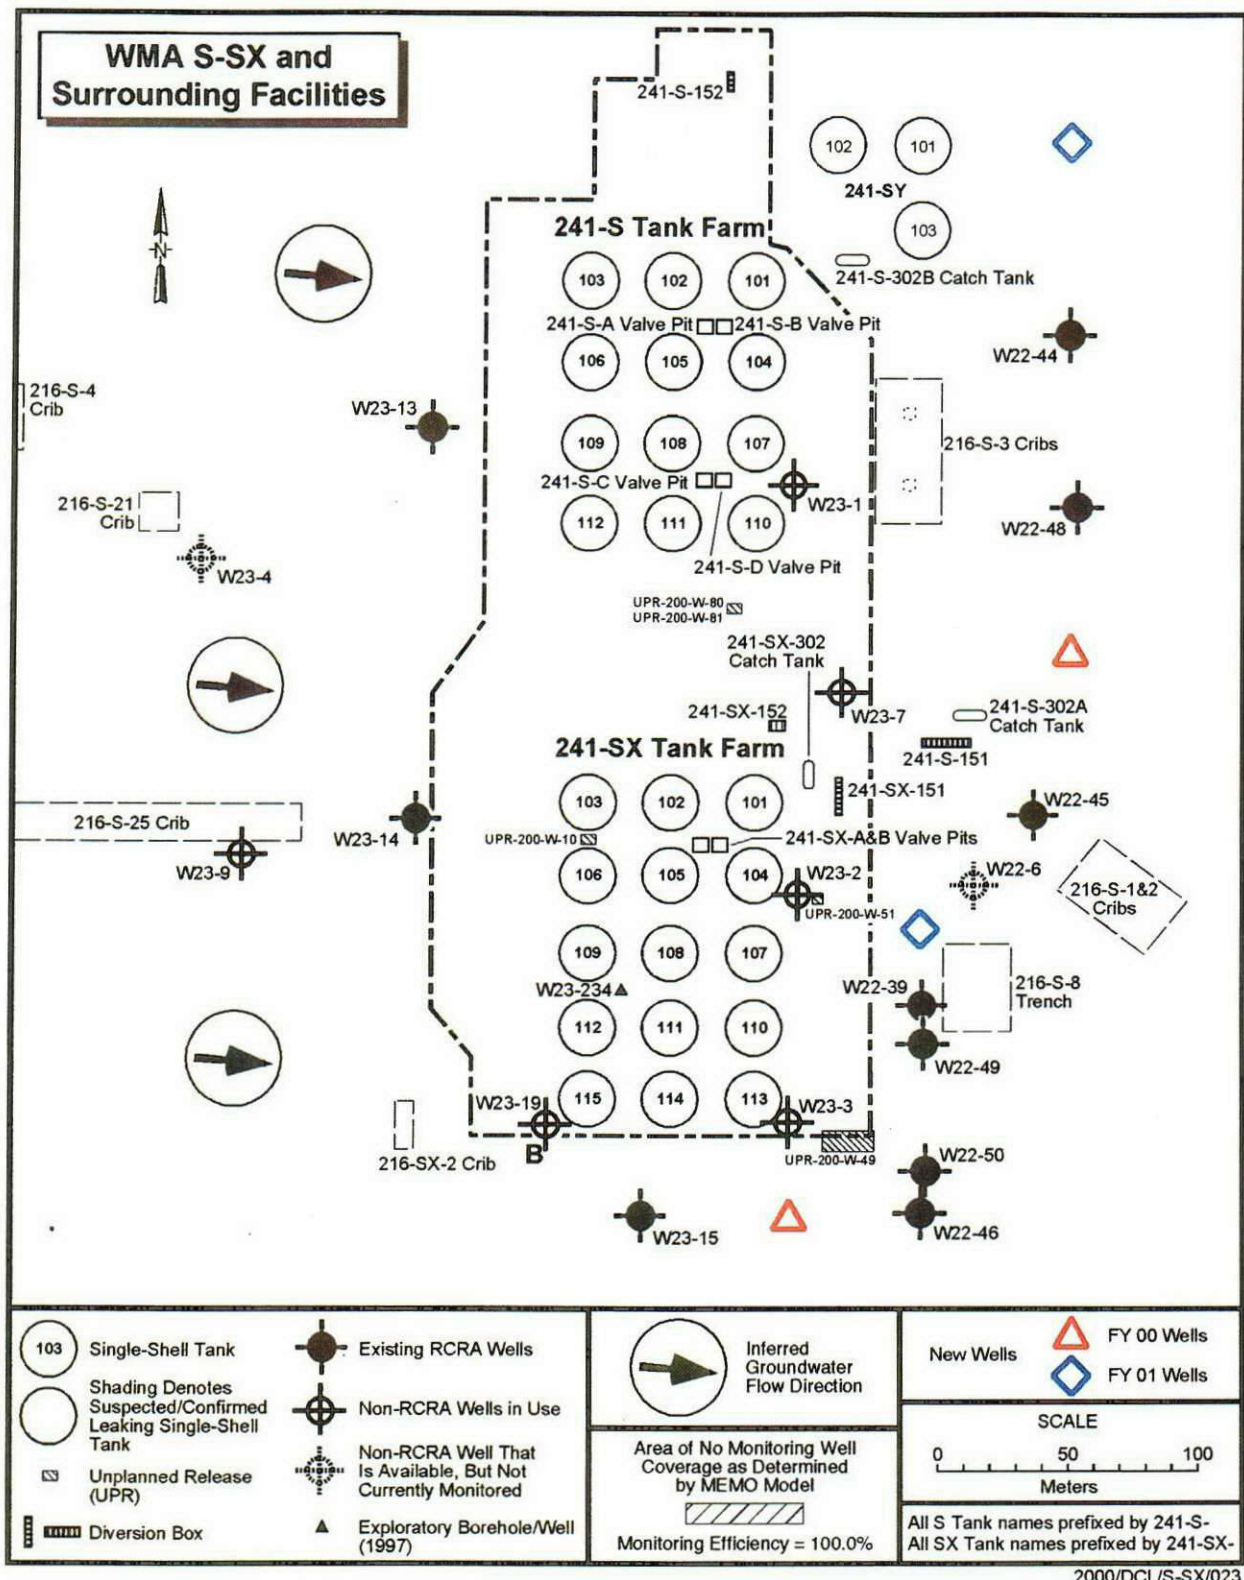 WMA S-SX and
Surrounding Facilities
241-S-152
102
101
241-SY
103
N
241-S Tank Farm
241-S-302B Catch Tank
103
102
101
241-S-A Valve Pit
241-S-B Valve Pit
W22-44
106
105
104
216-S-4
Crib
W23-13
109
108
107
216-S-3 Cribs
241-S-C Valve Pit
W23-1
216-S-21
Crib
112
111
110
W22-48
W23-4
241-S-D Valve Pit
UPR-200-W-80
UPR-200-W-81
241-SX-302
Catch Tank
241-SX-152
W23-7
241-S-302A
Catch Tank
241-SX Tank Farm
241-S-151
103
102
101
241-SX-151
W22-45
216-S-25 Crib
W23-14
UPR-200-W-10
241-SX-A&B Valve Pits
W23-9
106
105
104
W23-2
W22-6
216-S-1&2
Cribs
UPR-200-W-51
109
108
107
W23-234
W22-39
216-S-8
Trench
112
111
110
W22-49
W23-19
115
114
113
W23-3
B
216-SX-2 Crib
UPR-200-W-49
W22-50
W23-15
W22-46
103
Single-Shell Tank
Shading Denotes
Suspected/Confirmed
Leaking Single-Shell
Tank
Unplanned Release
(UPR)
Diversion Box
Existing RCRA Wells
Non-RCRA Wells in Use
Non-RCRA Well That
Is Available, But Not
Currently Monitored
Exploratory Borehole/Well
(1997)
Inferred
Groundwater
Flow Direction
Area of No Monitoring Well
Coverage as Determined
by MEMO Model
Monitoring Efficiency = 100.0%
New Wells
FY 00 Wells
FY 01 Wells
SCALE
0 50 100
Meters
All S Tank names prefixed by 241-S-
All SX Tank names prefixed by 241-SX-
2000/DCL/S-SX/023